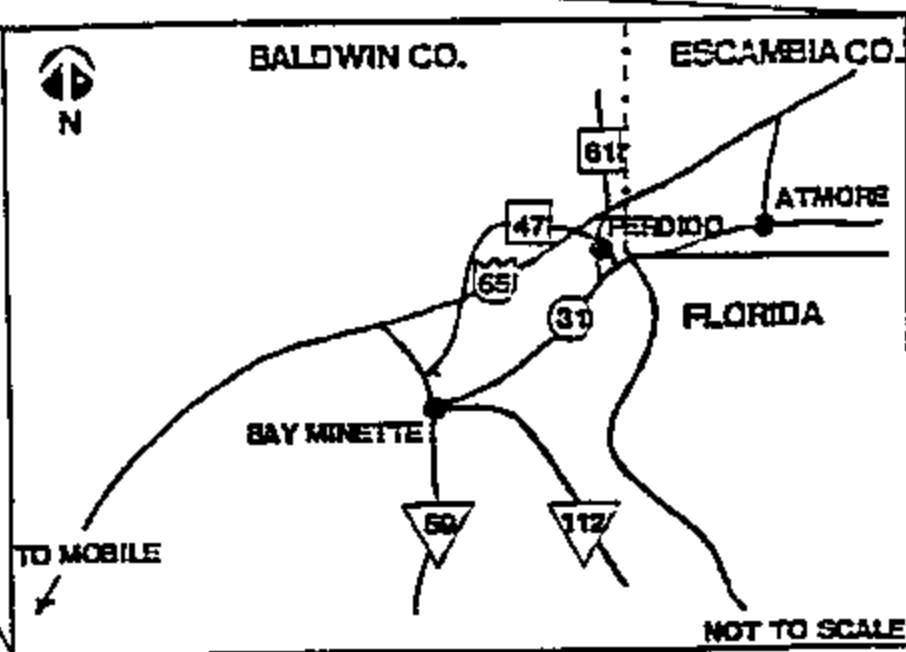 BALDWIN CO.
ESCAMBIA CO.
N
61
ATMORE
47
PERDIDO
65
31
FLORIDA
BAY MINETTE
59
112
TO MOBILE
NOT TO SCALE